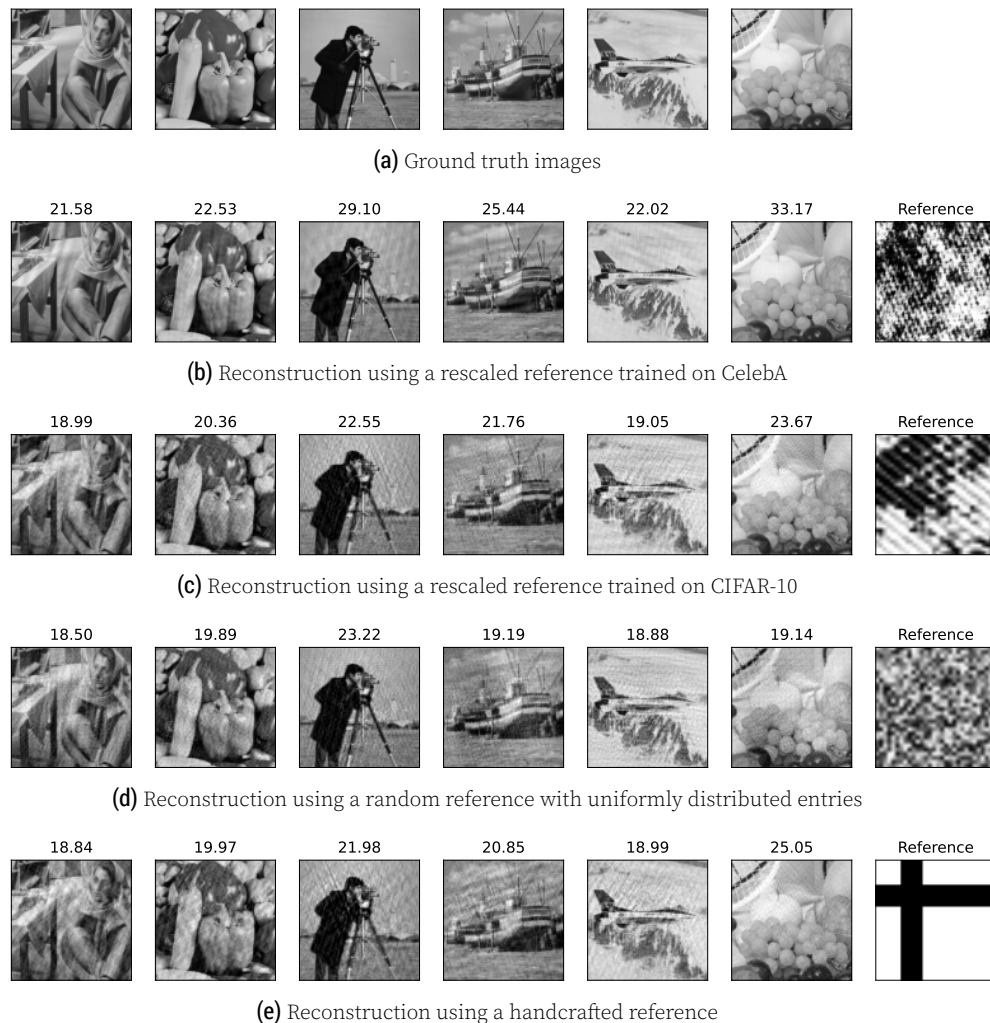 (a) Ground truth images
21.58 22.53 29.10 25.44 22.02 33.17 Reference
(b) Reconstruction using a rescaled reference trained on CelebA
18.99 20.36 22.55 21.76 19.05 23.67 Reference
(c) Reconstruction using a rescaled reference trained on CIFAR-10
18.50 19.89 23.22 19.19 18.88 19.14 Reference
(d) Reconstruction using a random reference with uniformly distributed entries
18.84 19.97 21.98 20.85 18.99 25.05 Reference
(e) Reconstruction using a handcrafted reference